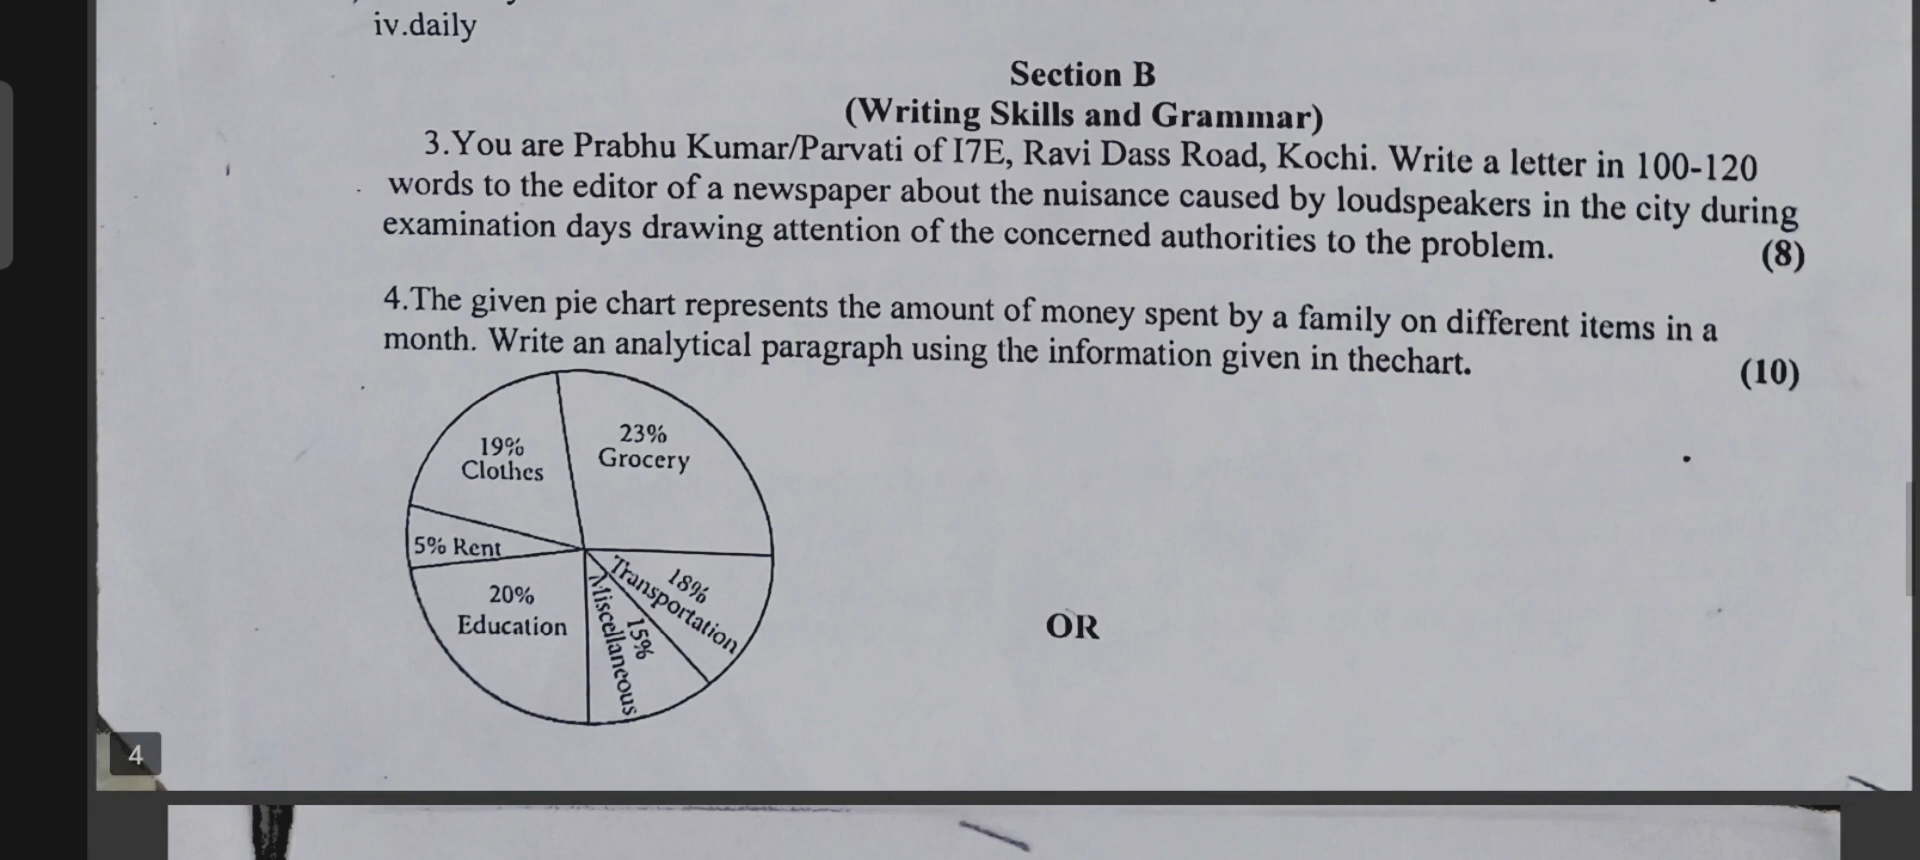 iv.daily
Section B
(Writing Skills and Grammar)
3.You are Prabhu Kumar/Parvati of I7E, Ravi Dass Road, Kochi. Write a letter in 100-120
words to the editor of a newspaper about the nuisance caused by loudspeakers in the city during
examination days drawing attention of the concerned authorities to the problem.
(8)
4.The given pie chart represents the amount of money spent by a family on different items in a
month. Write an analytical paragraph using the information given in thechart.
(10)
19%
Clothes
23%
Grocery
5% Rent
20%
Education
18%
Transportation
15%
Miscellaneous
OR
4